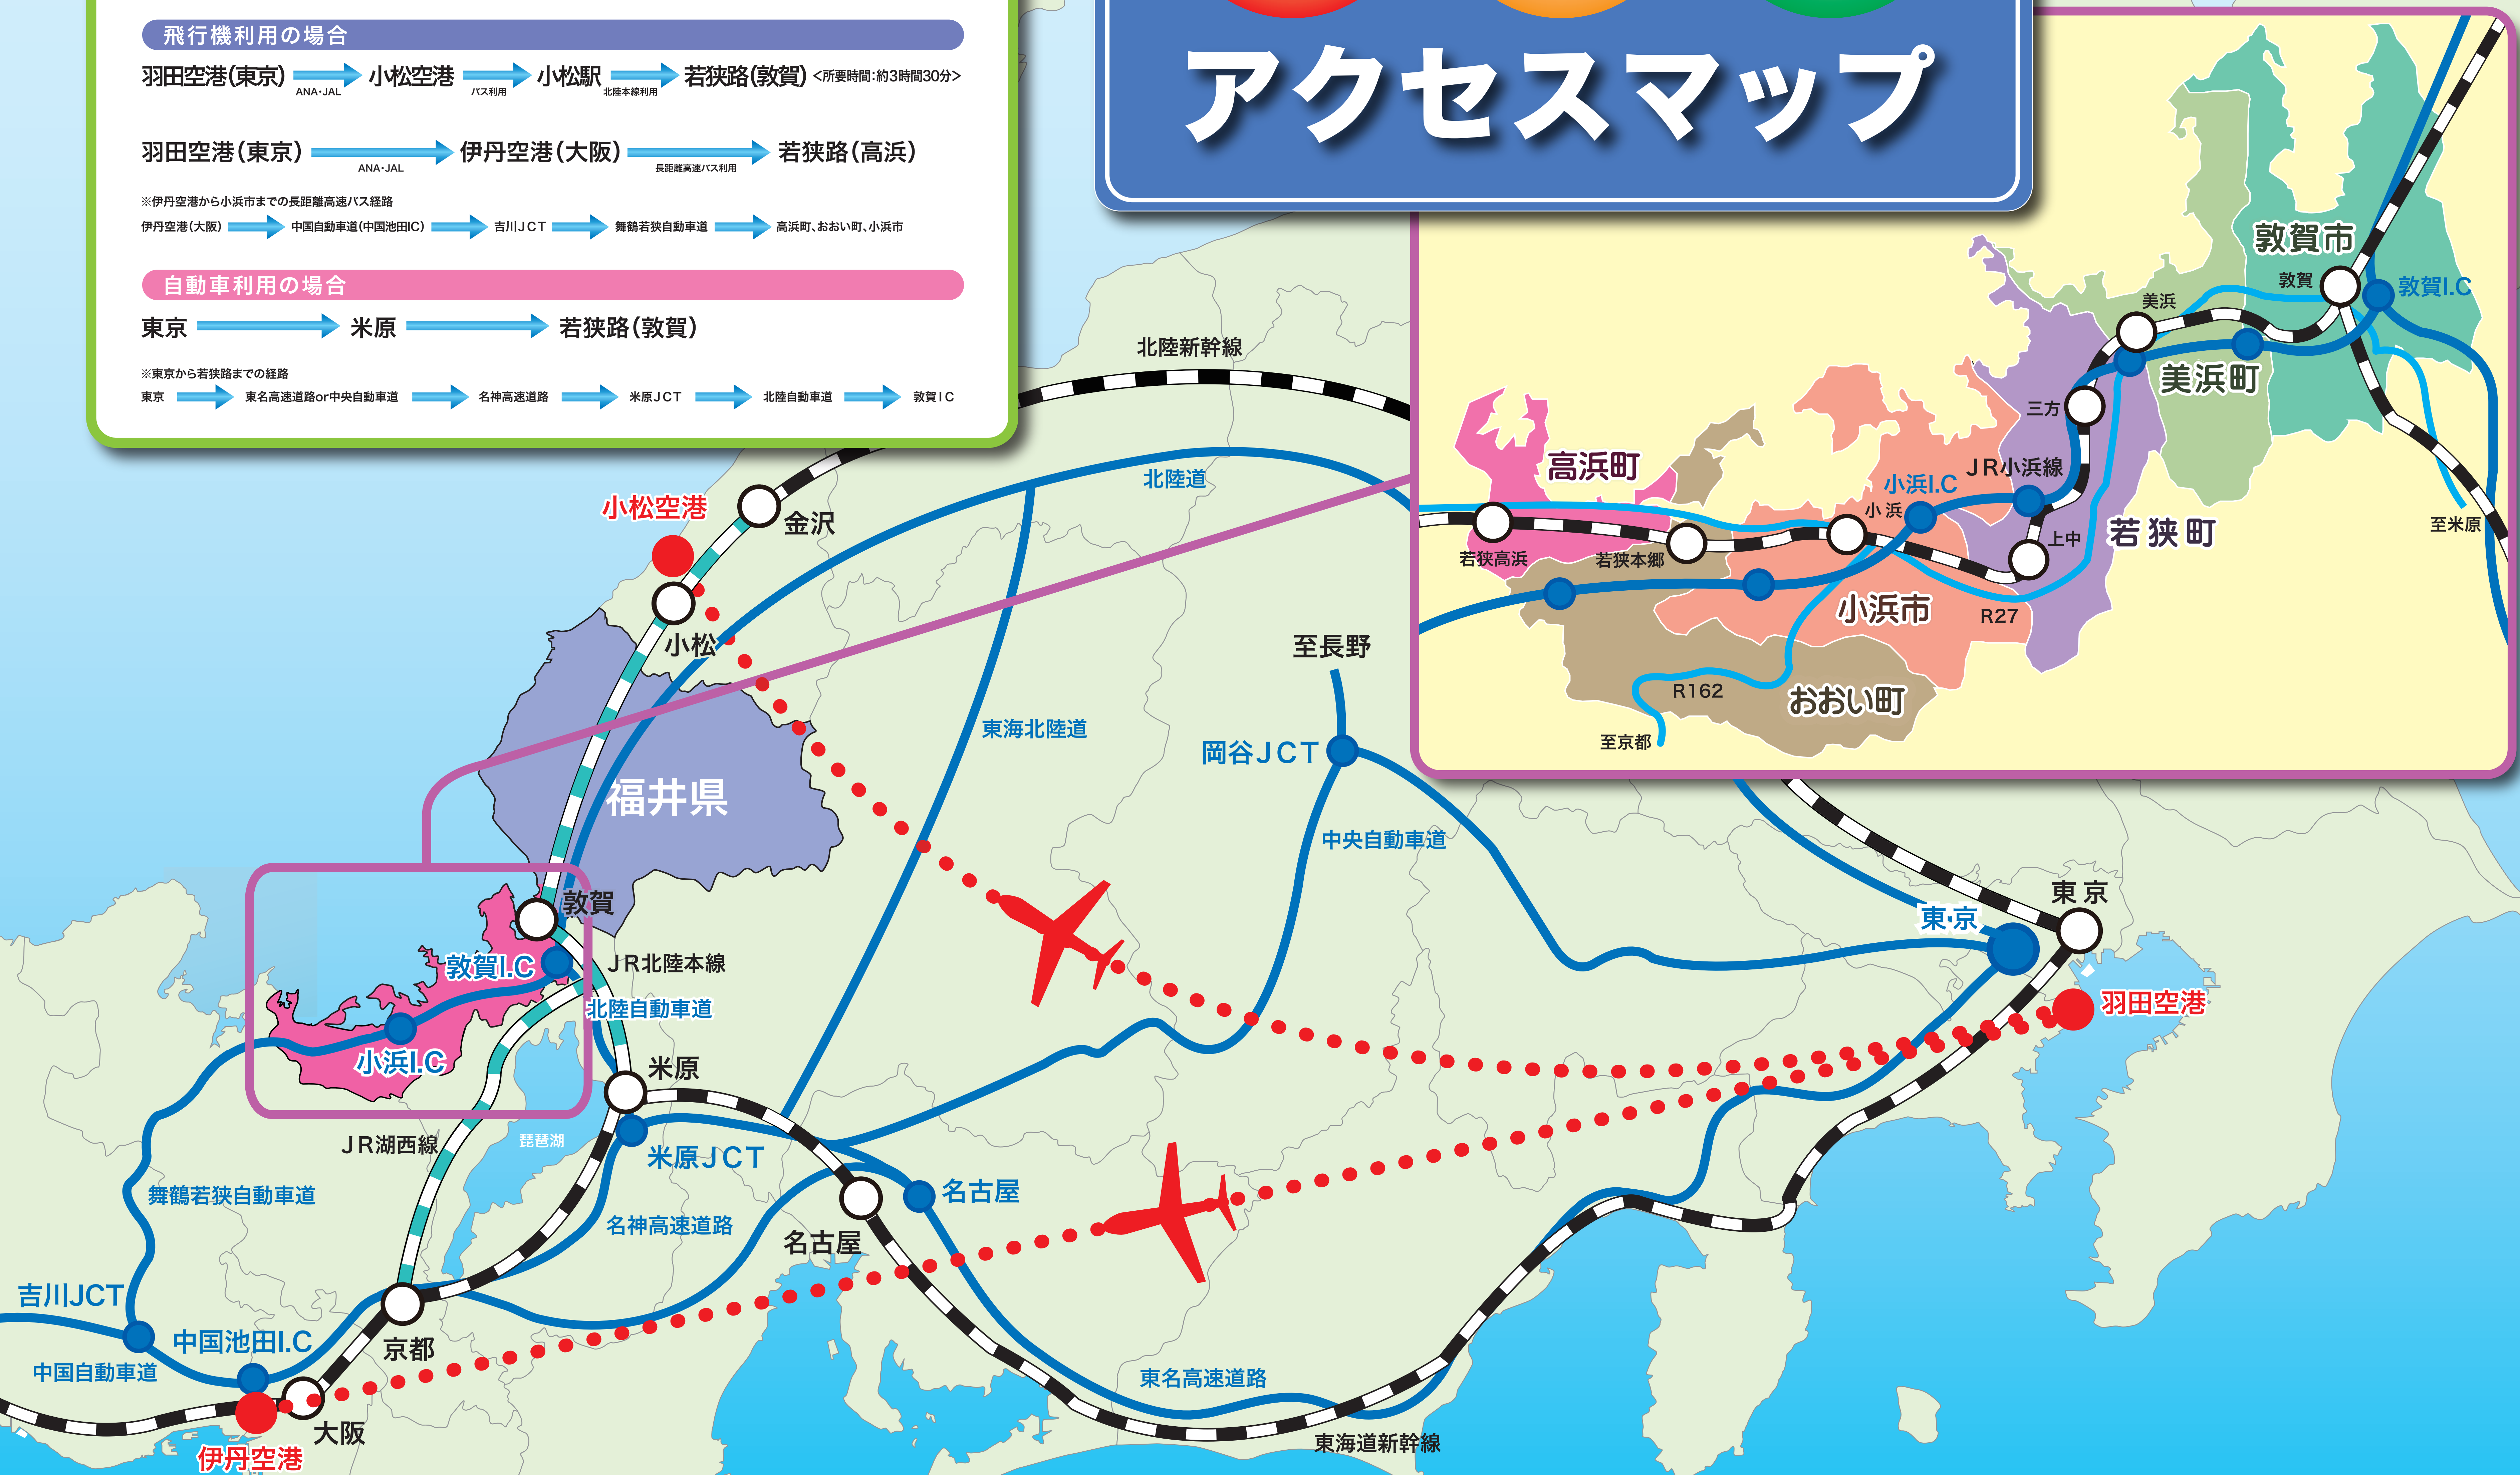 飛行機利用の場合
羽田空港(東京) 小松空港 小松駅 若狭路(敦賀) <所要時間:約3時間30分>
ANA・JAL バス利用 北陸本線利用
羽田空港(東京) 伊丹空港(大阪) 若狭路(高浜)
ANA・JAL 長距離高速バス利用
※伊丹空港から小浜市までの長距離高速バス経路
伊丹空港(大阪) 中国自動車道(中国池田IC) 吉川JCT 舞鶴若狭自動車道 高浜町、おおい町、小浜市
自動車利用の場合
東京 米原 若狭路(敦賀)
※東京から若狭路までの経路
東京 東名高速道路or中央自動車道 名神高速道路 米原JCT 北陸自動車道 敦賀IC
アクセスマップ
敦賀市
敦賀
敦賀I.C
美浜
美浜町
三方
JR小浜線
高浜町
小浜I.C
小浜
若狭町
上中
至米原
若狭高浜
若狭本郷
小浜市
R27
R162
おおい町
至京都
北陸新幹線
北陸道
小松空港
金沢
小松
東海北陸道
至長野
岡谷JCT
中央自動車道
福井県
敦賀
敦賀I.C
JR北陸本線
北陸自動車道
小浜I.C
東京
東・京
羽田空港
米原
米原JCT
JR湖西線
琵琶湖
舞鶴若狭自動車道
名神高速道路
名古屋
名古屋
吉川JCT
中国池田I.C
中国自動車道
京都
大阪
伊丹空港
東名高速道路
東海道新幹線